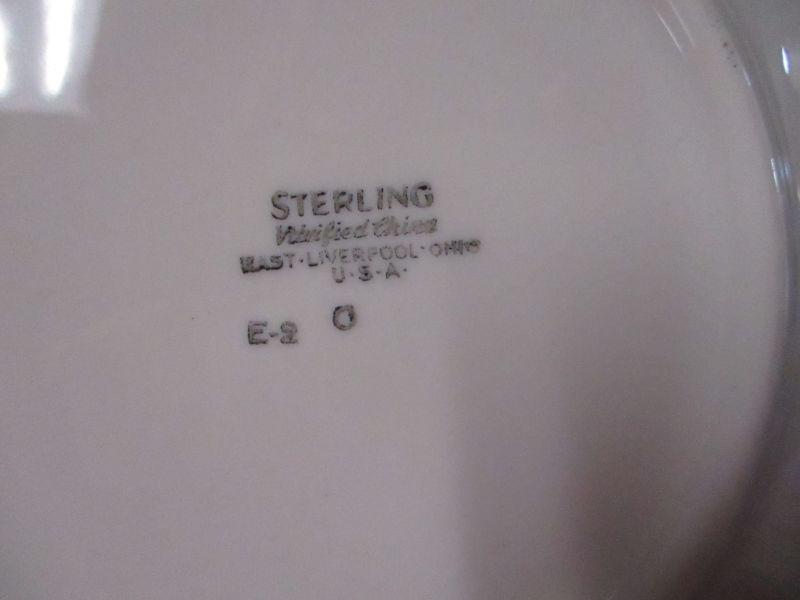 STERLING
Vitrified China
EAST·LIVERPOOL·OHIO
U·S·A·
E-2 O